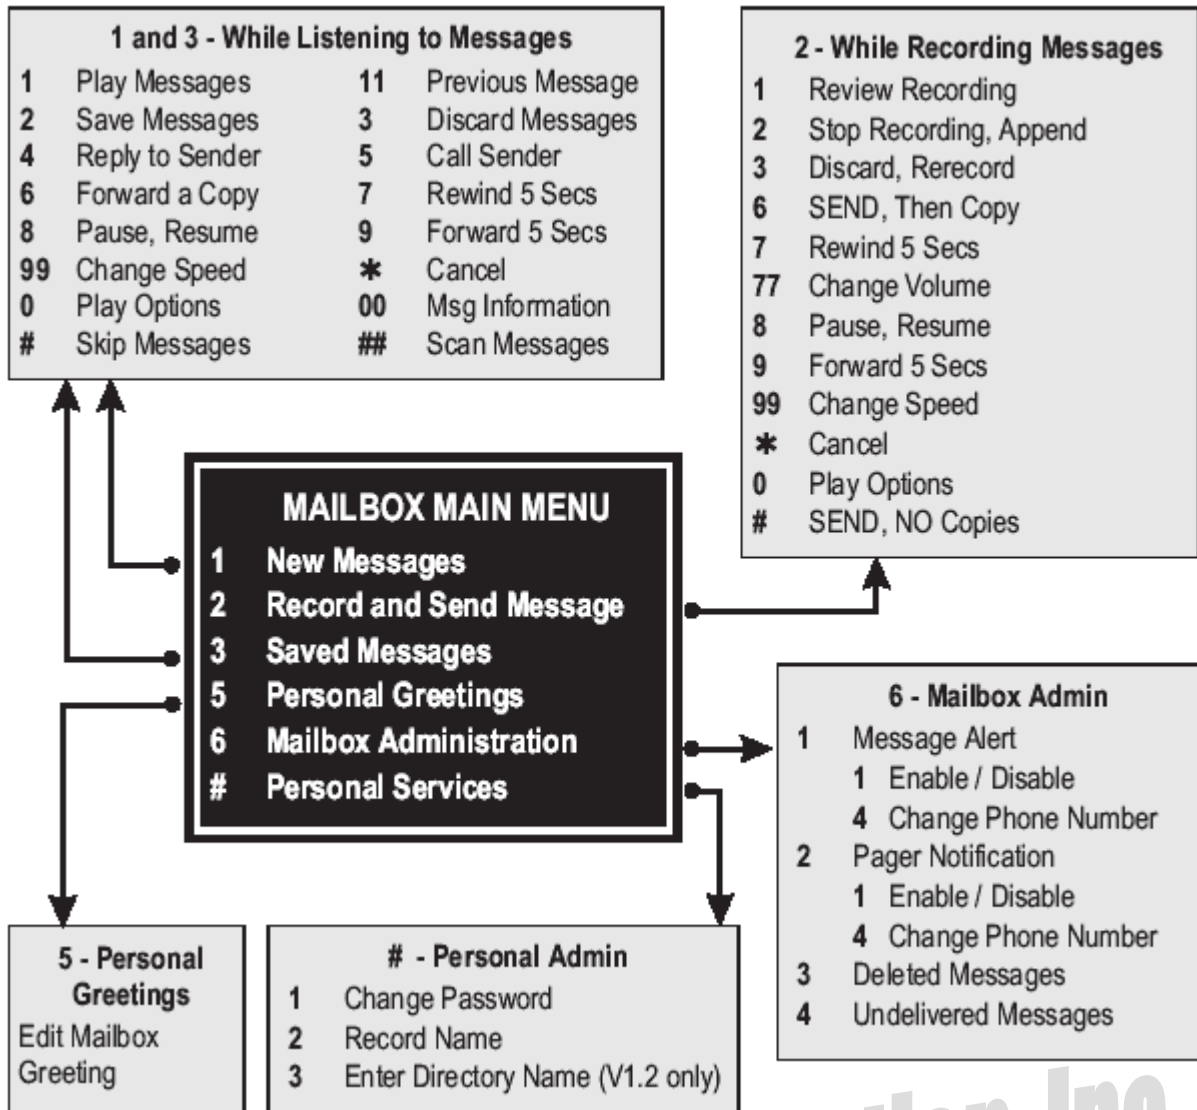 1 and 3 - While Listening to Messages
1 Play Messages 11 Previous Message
2 Save Messages 3 Discard Messages
4 Reply to Sender 5 Call Sender
6 Forward a Copy 7 Rewind 5 Secs
8 Pause, Resume 9 Forward 5 Secs
99 Change Speed * Cancel
0 Play Options 00 Msg Information
# Skip Messages ## Scan Messages
2 - While Recording Messages
1 Review Recording
2 Stop Recording, Append
3 Discard, Rerecord
6 SEND, Then Copy
7 Rewind 5 Secs
77 Change Volume
8 Pause, Resume
9 Forward 5 Secs
99 Change Speed
* Cancel
0 Play Options
# SEND, NO Copies
MAILBOX MAIN MENU
1 New Messages
2 Record and Send Message
3 Saved Messages
5 Personal Greetings
6 Mailbox Administration
# Personal Services
6 - Mailbox Admin
1 Message Alert
1 Enable / Disable
4 Change Phone Number
2 Pager Notification
1 Enable / Disable
4 Change Phone Number
3 Deleted Messages
4 Undelivered Messages
5 - Personal
Greetings
Edit Mailbox
Greeting
# - Personal Admin
1 Change Password
2 Record Name
3 Enter Directory Name (V1.2 only)